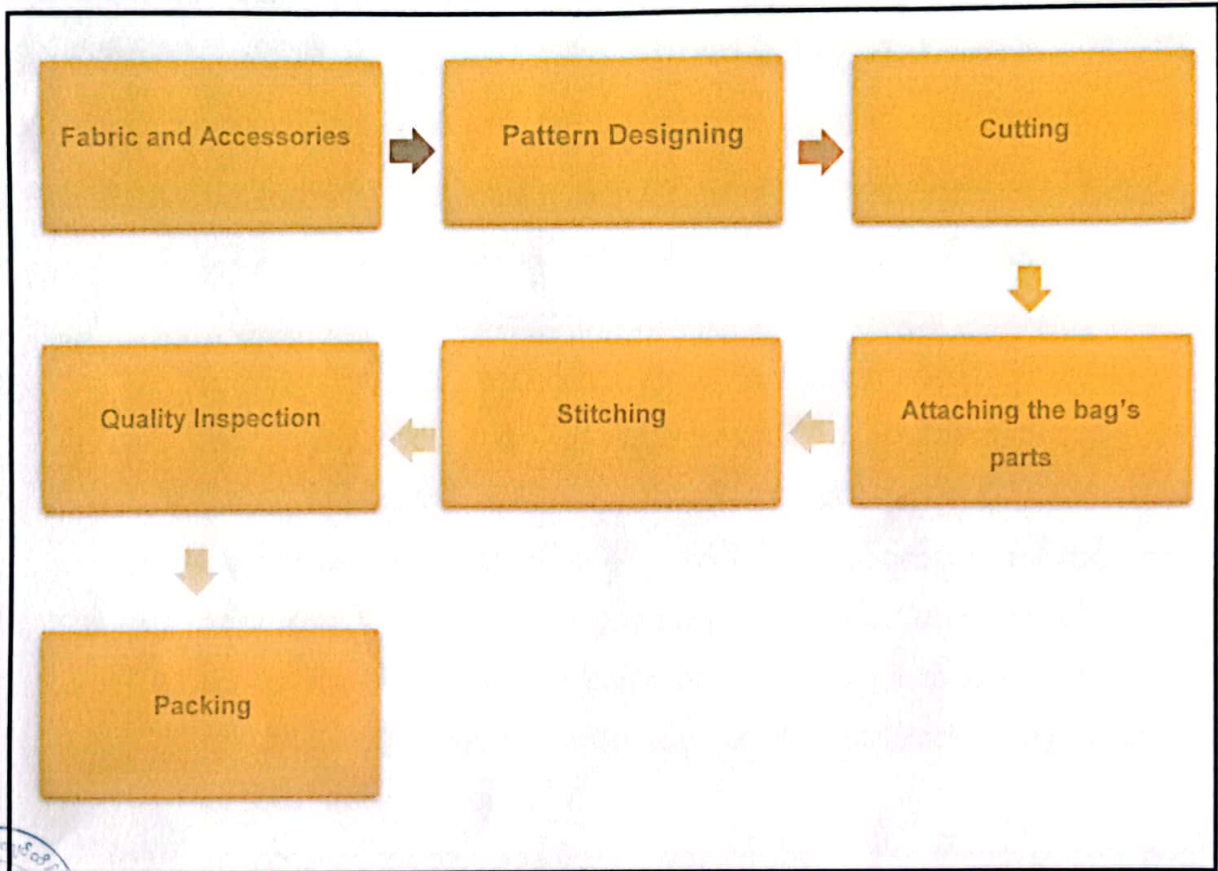 Fabric and Accessories
Pattern Designing
Cutting
Attaching the bag's
parts
Stitching
Quality Inspection
Packing